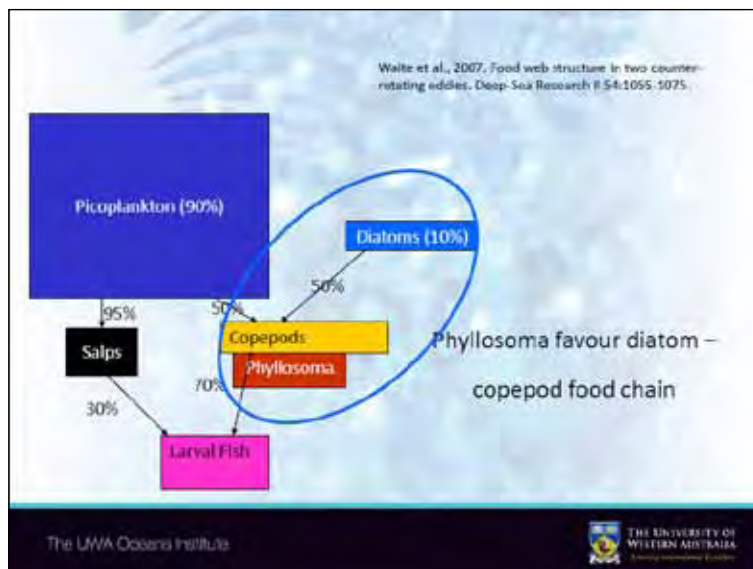 Waite et al., 2007. Food web structure in two counter-
rotating eddies. Deep-Sea Research II 54:1055-1075
Picoplankton (90%)
Diatoms (10%)
50%
50%
95%
Copepods
Salps
Phyllosoma
Phyllosoma favour diatom –
copepod food chain
70%
30%
Larval Fish
The UWA Oceans Institute
THE UNIVERSITY OF
WESTERN AUSTRALIA